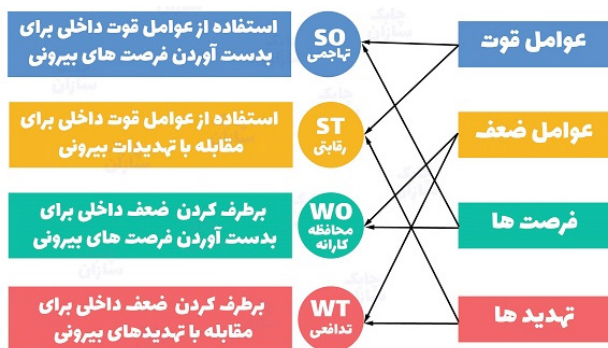 عوامل قوت
SO
تهاجمی
استفاده از عوامل قوت داخلی برای
بدست آوردن فرصت های بیرونی
عوامل ضعف
ST
رقابتی
استفاده از عوامل قوت داخلی برای
مقابله با تهدیدات بیرونی
فرصت ها
WO
محافظه
کارانه
برطرف کردن ضعف داخلی برای
بدست آوردن فرصت های بیرونی
تهدید ها
WT
تدافعی
برطرف کردن ضعف داخلی برای
مقابله با تهدیدهای بیرونی
چابک
سازان